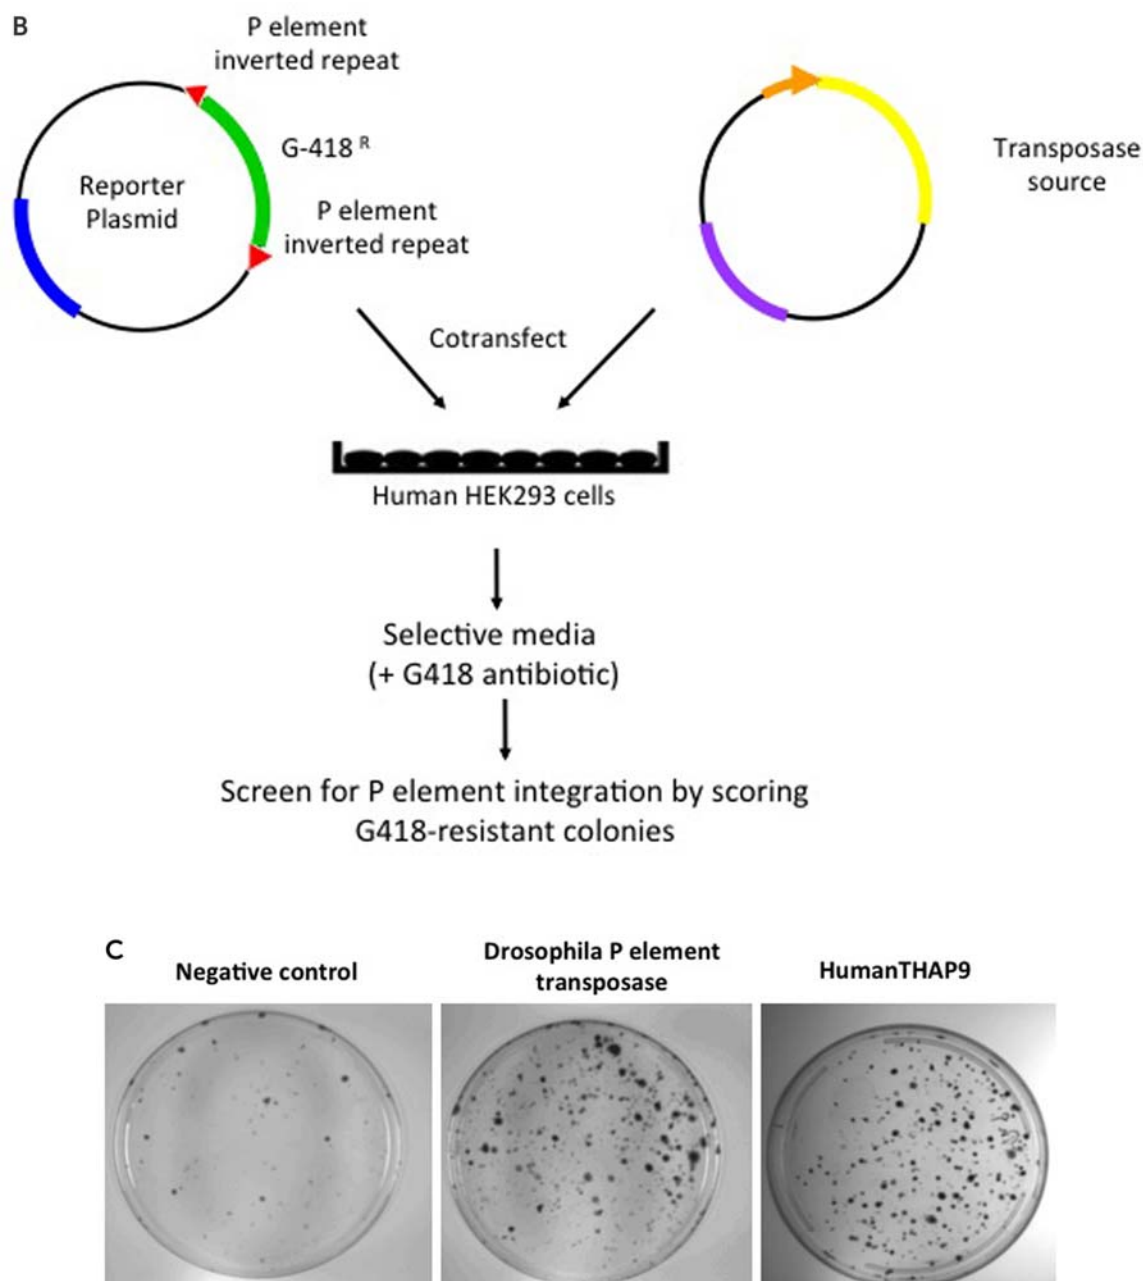 B
P element
inverted repeat
G-418 R
Reporter
Plasmid
P element
inverted repeat
Transposase
source
Cotransfect
Human HEK293 cells
Selective media
(+ G418 antibiotic)
Screen for P element integration by scoring
G418-resistant colonies
C
Negative control
Drosophila P element
transposase
HumanTHAP9